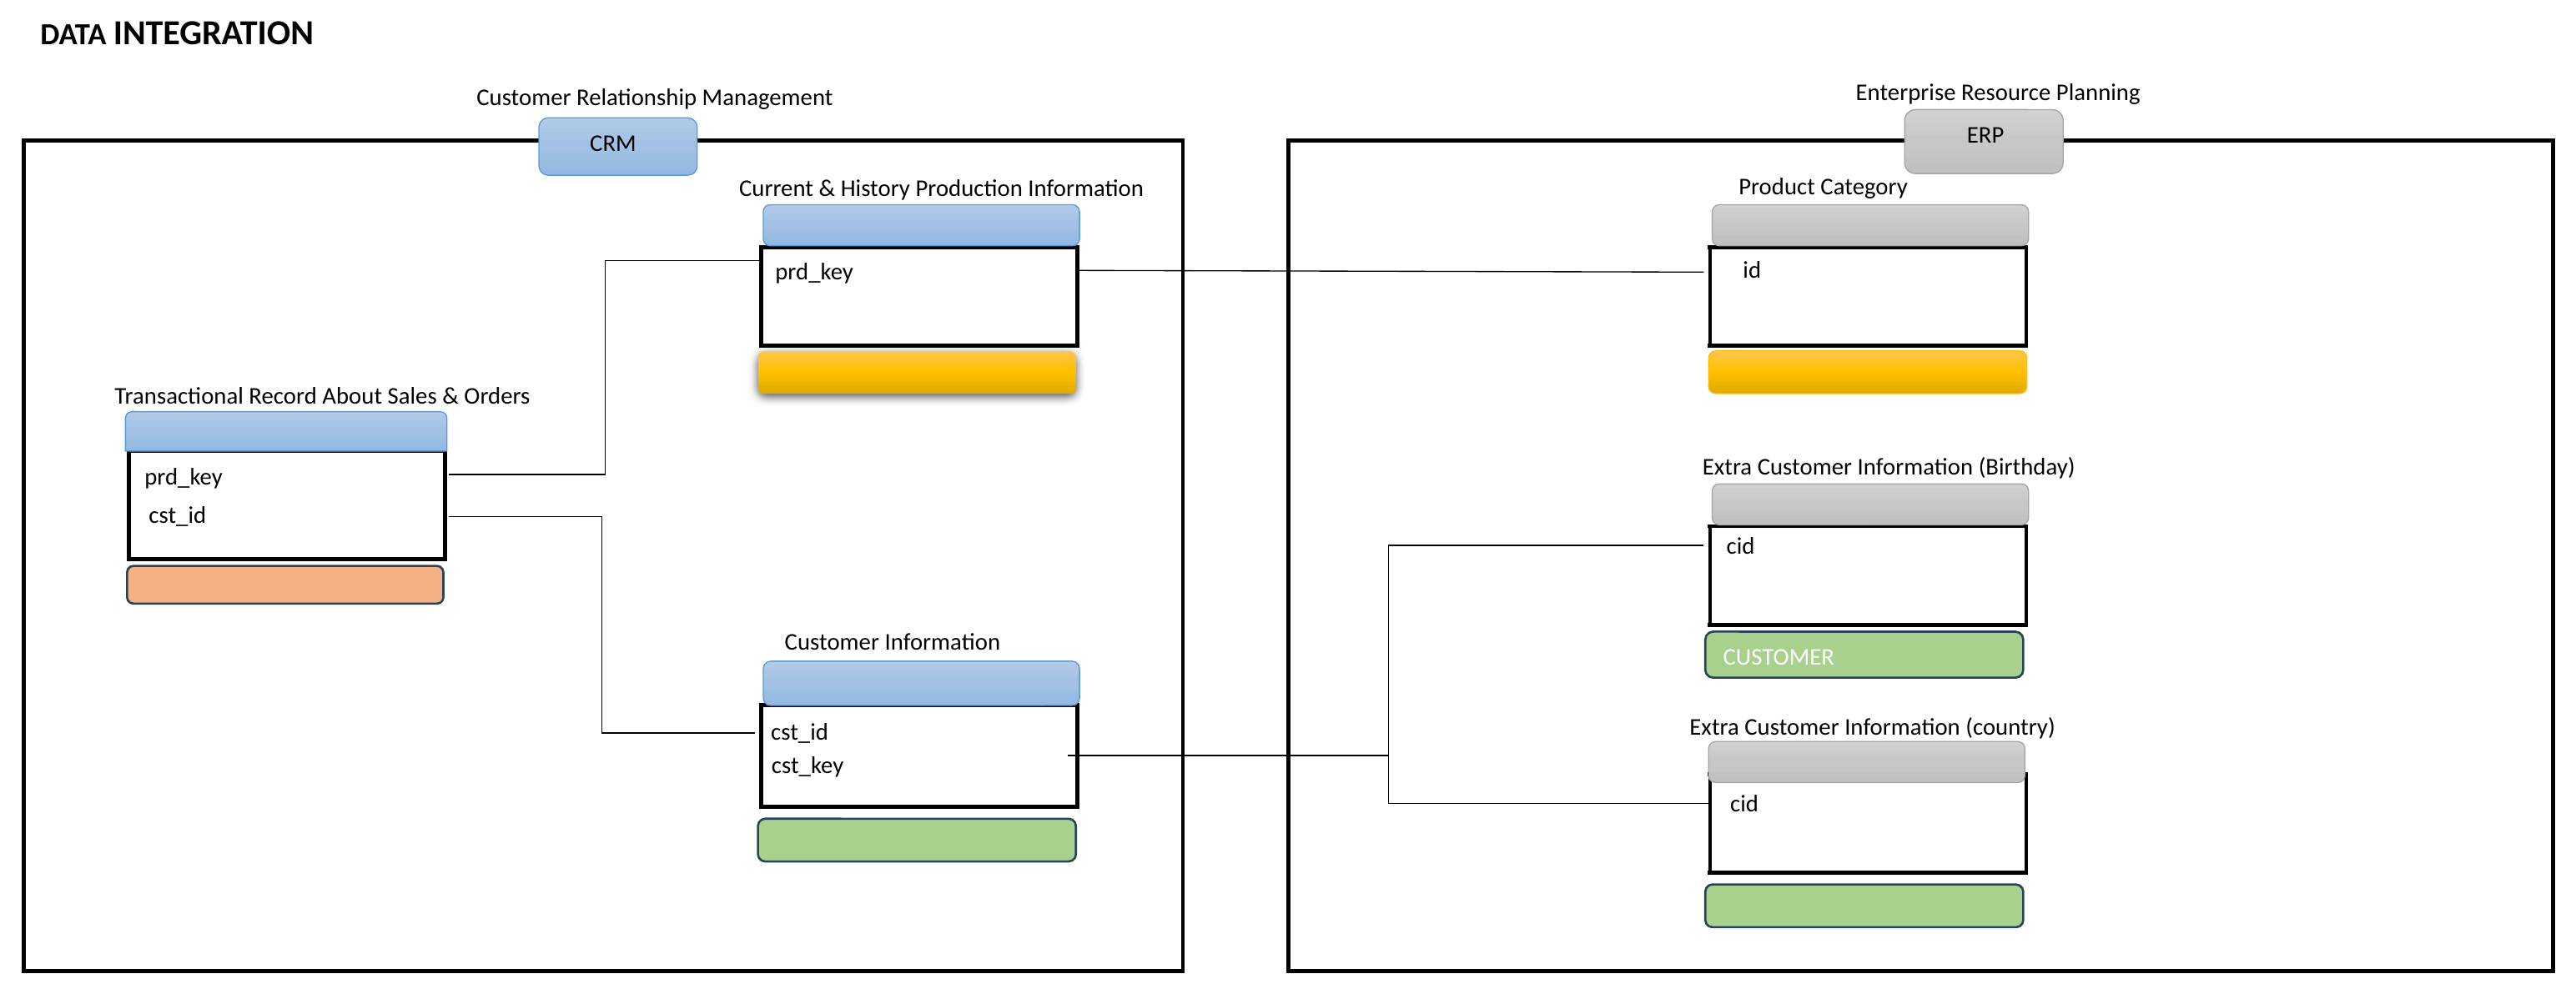 DATA INTEGRATION
Customer Relationship Management
CRM
Current & History Production Information
prd_key
Transactional Record About Sales & Orders
prd_key
cst_id
Customer Information
cst_id
cst_key
Enterprise Resource Planning
ERP
Product Category
id
Extra Customer Information (Birthday)
cid
CUSTOMER
Extra Customer Information (country)
cid